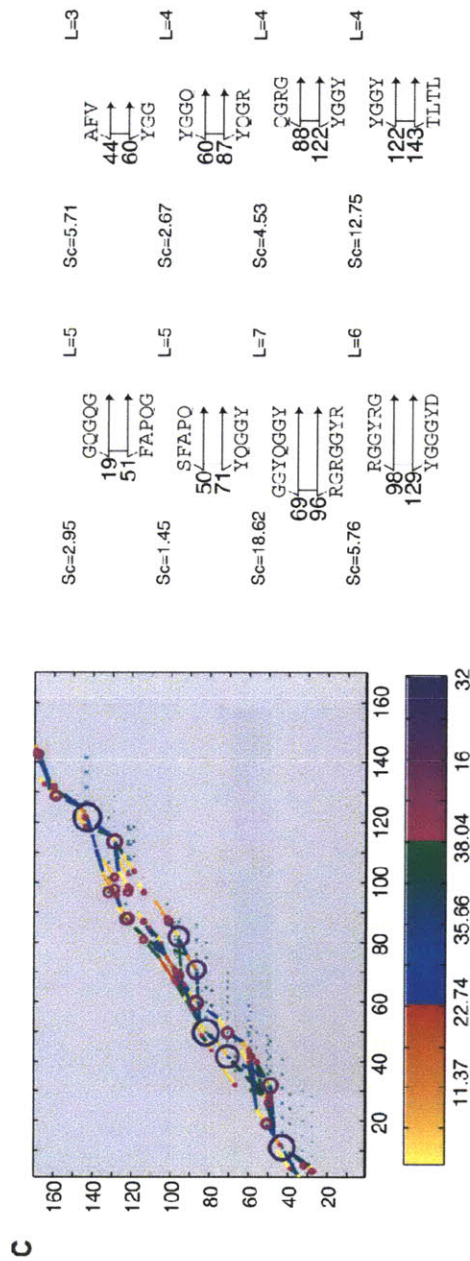 C
160
140
120
100
80
60
40
20
20 40 60 80 100 120 140 160
11.37 22.74 35.66 38.04 16 32
Sc=2.95 L=5 Sc=5.71 L=3
GQGQG AFV
19 44
51 60
FAPQG YGG
Sc=1.45 L=5 Sc=2.67 L=4
SFAPQ YGGQ
50 60
71 87
YQGGY YQGR
Sc=18.62 L=7 Sc=4.53 L=4
GGYQGGY QGRG
69 88
96 122
RGRGGYR YGGY
Sc=5.76 L=6 Sc=12.75 L=4
RGGYRG YGGY
98 122
129 143
YGGGYD